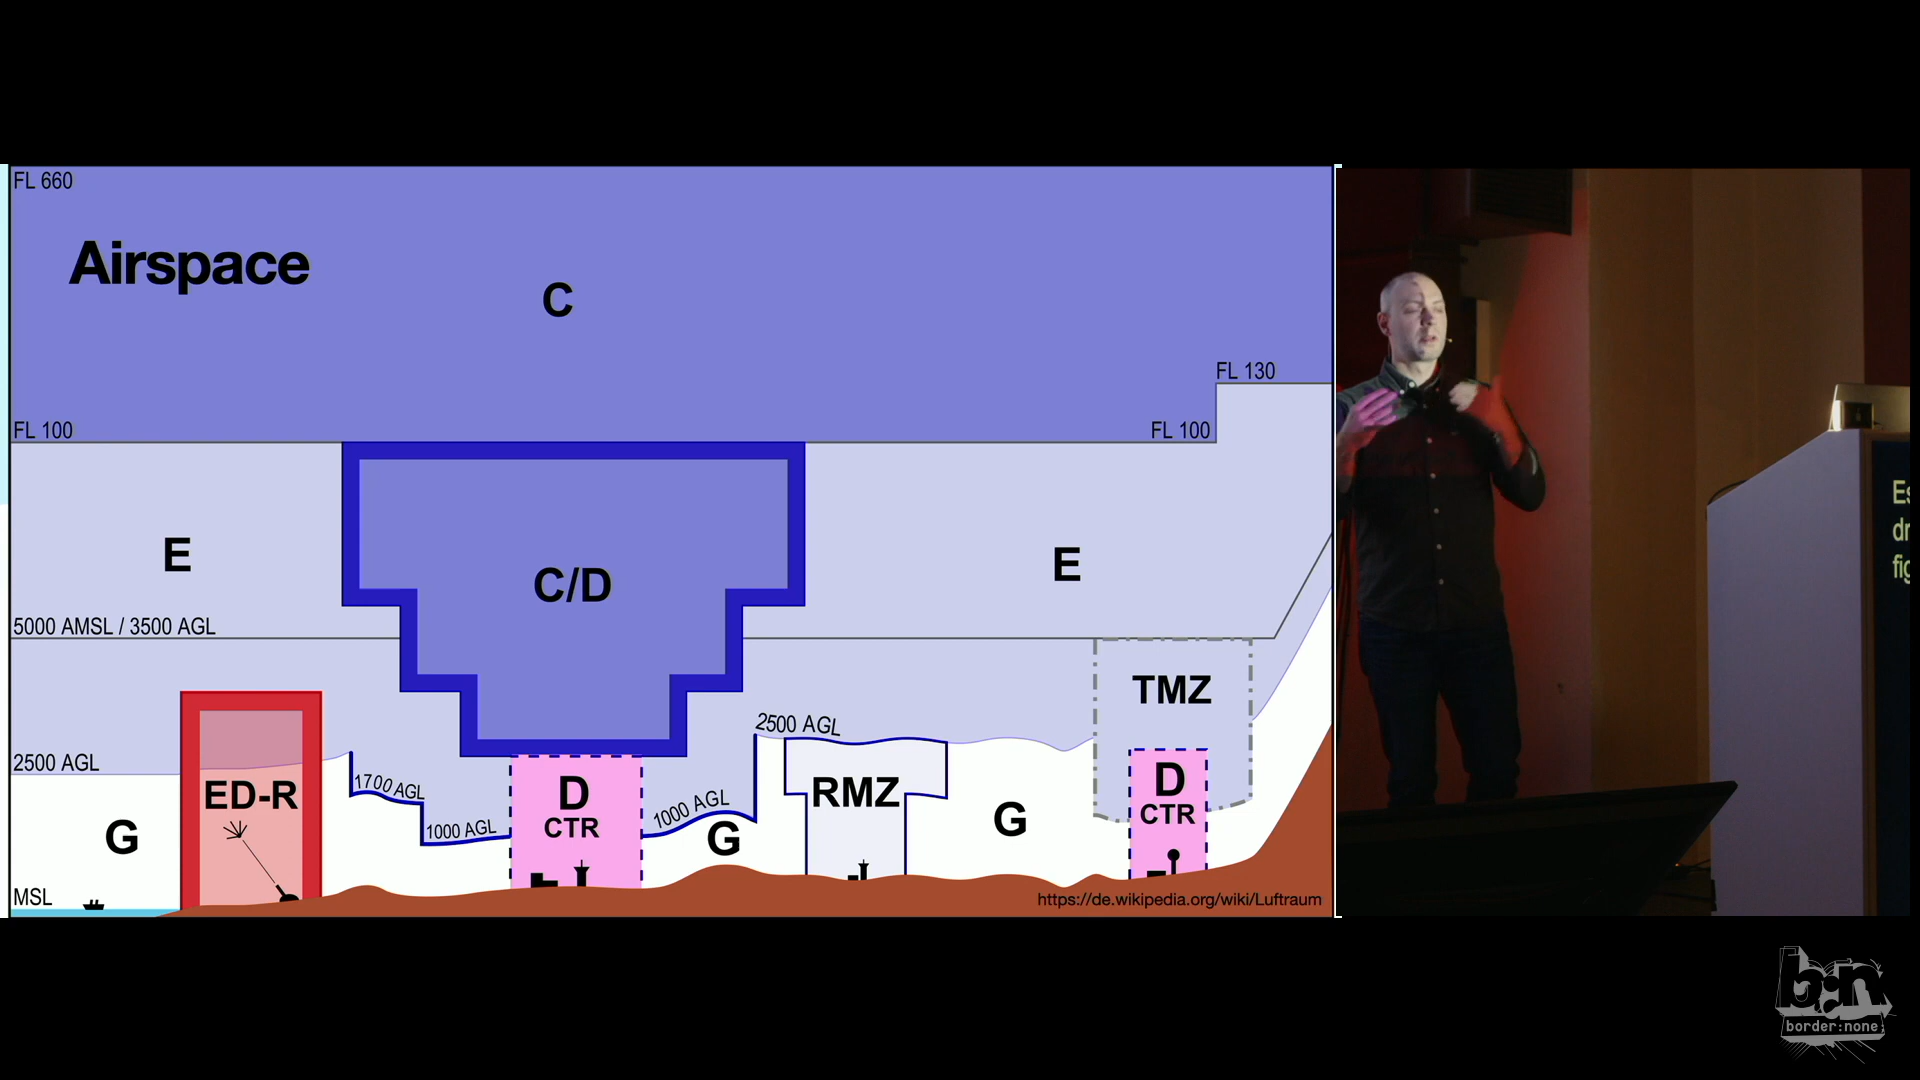 FL 660
Airspace
C
FL 130
FL 100
FL 100
E
C/D
E
5000 AMSL / 3500 AGL
TMZ
2500 AGL
2500 AGL
1700 AGL
ED-R
D
CTR
RMZ
D
CTR
1000 AGL
1000 AGL
G
G
G
MSL
https://de.wikipedia.org/wiki/Luftraum
b:n
border:none